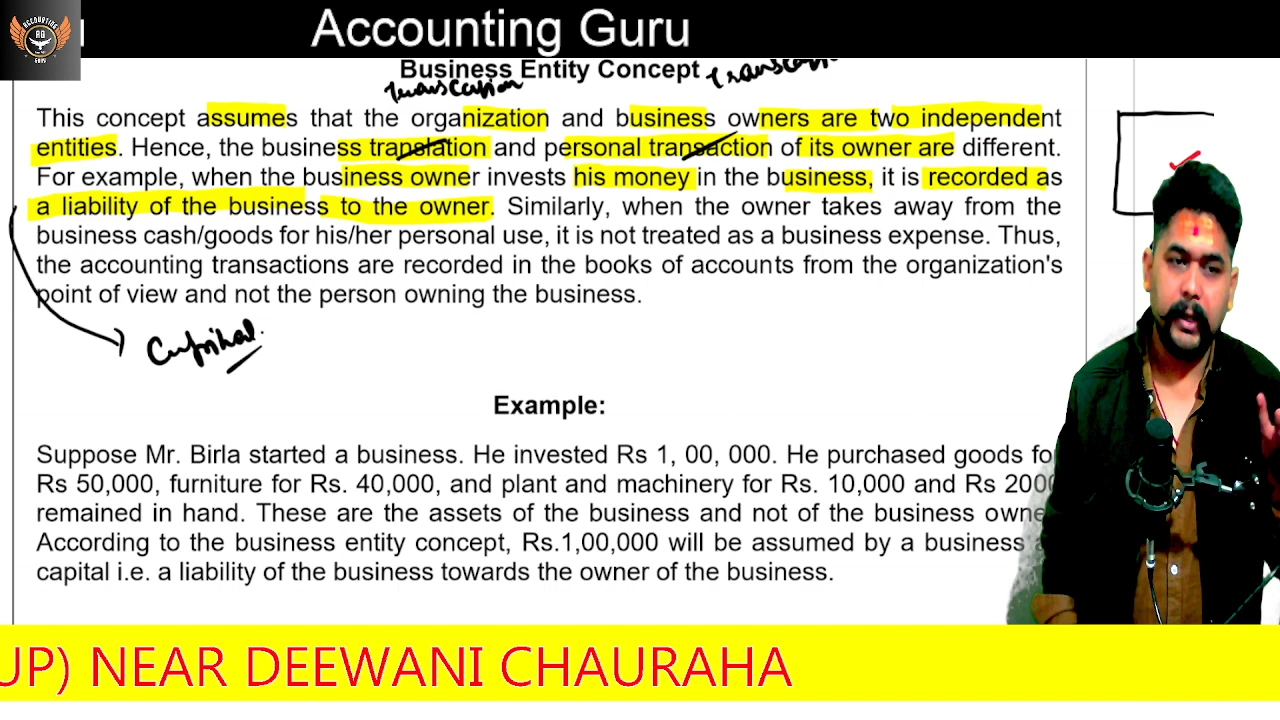 Accounting Guru
ACCOUNTING
AG
GURU
Business Entity Concept
This concept assumes that the organization and business owners are two independent
entities. Hence, the business translation and personal transaction of its owner are different.
For example, when the business owner invests his money in the business, it is recorded as
a liability of the business to the owner. Similarly, when the owner takes away from the
business cash/goods for his/her personal use, it is not treated as a business expense. Thus,
the accounting transactions are recorded in the books of accounts from the organization's
point of view and not the person owning the business.
Capital.
Example:
Suppose Mr. Birla started a business. He invested Rs 1, 00, 000. He purchased goods fo
Rs 50,000, furniture for Rs. 40,000, and plant and machinery for Rs. 10,000 and Rs 200
remained in hand. These are the assets of the business and not of the business owne
According to the business entity concept, Rs.1,00,000 will be assumed by a business
capital i.e. a liability of the business towards the owner of the business.
UP) NEAR DEEWANI CHAURAHA